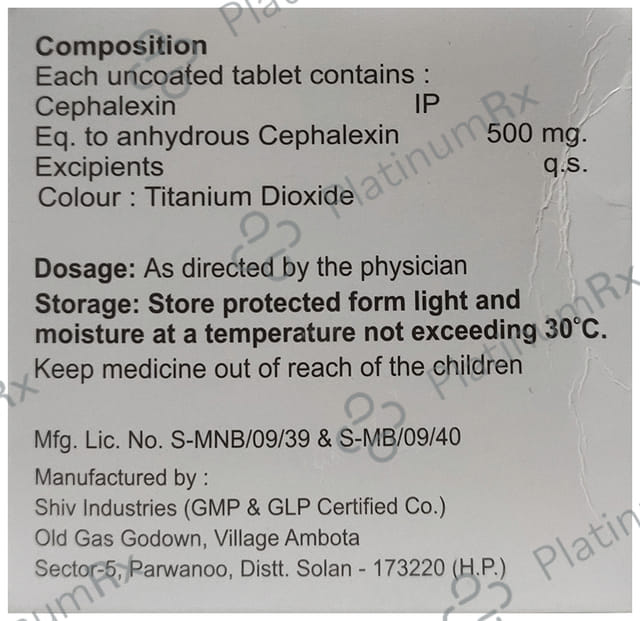 Composition
Each uncoated tablet contains :
Cephalexin IP
Eq. to anhydrous Cephalexin 500 mg.
Excipients q.s.
Colour : Titanium Dioxide
Dosage: As directed by the physician
Storage: Store protected form light and
moisture at a temperature not exceeding 30°C.
Keep medicine out of reach of the children
Mfg. Lic. No. S-MNB/09/39 & S-MB/09/40
Manufactured by :
Shiv Industries (GMP & GLP Certified Co.)
Old Gas Godown, Village Ambota
Sector-5, Parwanoo, Distt. Solan - 173220 (H.P.)
PlatinumRx